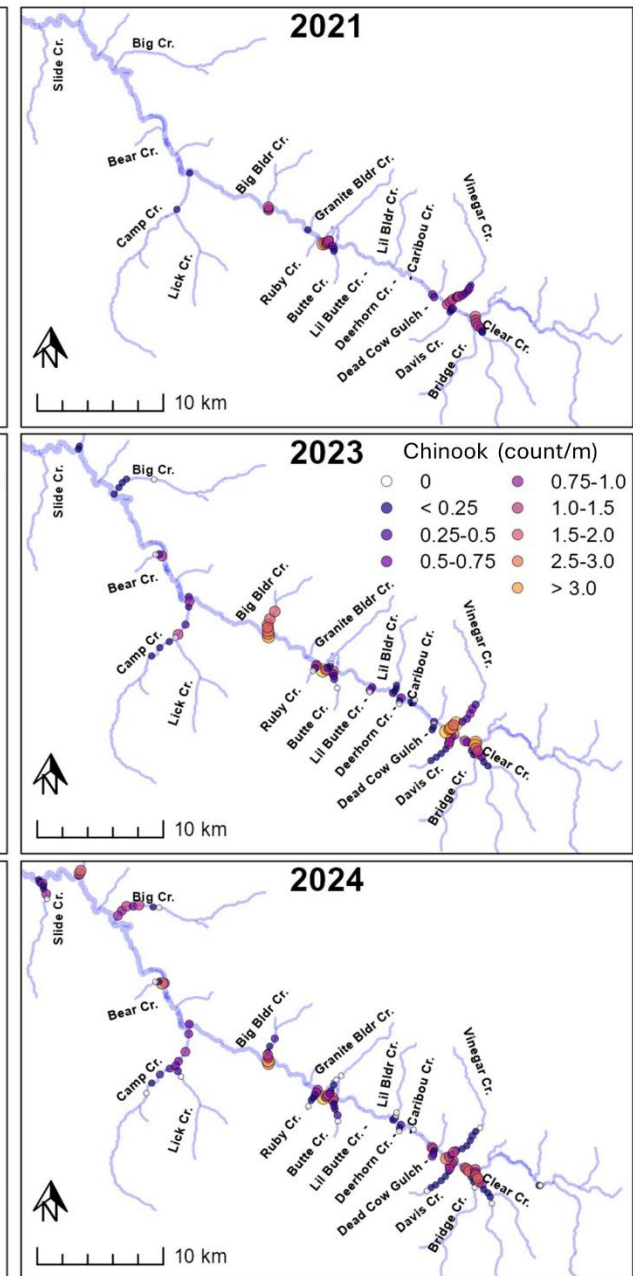 2021
Slide Cr.
Big Cr.
Bear Cr.
Big Bldr Cr.
Granite Bldr Cr.
Lil Bldr Cr.
Caribou Cr.
Vinegar Cr.
Camp Cr.
Lick Cr.
Ruby Cr.
Butte Cr.
Lil Butte Cr. -
Deerhorn Cr. -
Dead Cow Gulch -
Davis Cr.
Bridge Cr.
Clear Cr.
10 km
2023
Chinook (count/m)
0
< 0.25
0.25-0.5
0.5-0.75
0.75-1.0
1.0-1.5
1.5-2.0
2.5-3.0
> 3.0
Slide Cr.
Big Cr.
Bear Cr.
Big Bldr Cr.
Granite Bldr Cr.
Lil Bldr Cr.
Caribou Cr.
Vinegar Cr.
Camp Cr.
Lick Cr.
Ruby Cr.
Butte Cr.
Lil Butte Cr. -
Deerhorn Cr. -
Dead Cow Gulch -
Davis Cr.
Bridge Cr.
Clear Cr.
10 km
2024
Slide Cr.
Big Cr.
Bear Cr.
Big Bldr Cr.
Granite Bldr Cr.
Lil Bldr Cr.
Caribou Cr.
Vinegar Cr.
Camp Cr.
Lick Cr.
Ruby Cr.
Butte Cr.
Lil Butte Cr. -
Deerhorn Cr. -
Dead Cow Gulch -
Davis Cr.
Bridge Cr.
Clear Cr.
10 km